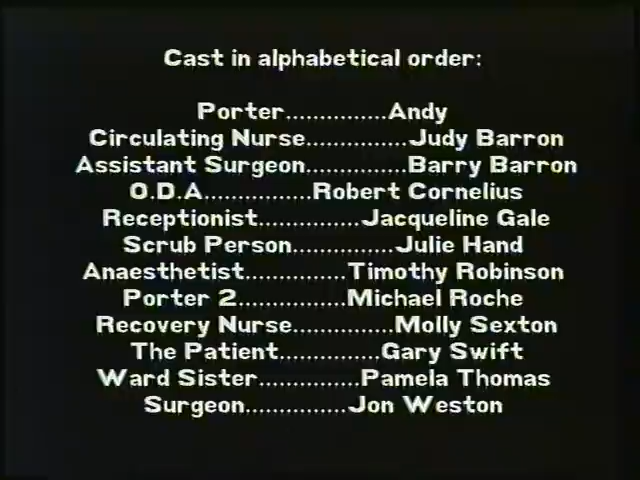 Cast in alphabetical order:
Porter...............Andy
Circulating Nurse...............Judy Barron
Assistant Surgeon...............Barry Barron
O.D.A................Robert Cornelius
Receptionist...............Jacqueline Gale
Scrub Person...............Julie Hand
Anaesthetist...............Timothy Robinson
Porter 2................Michael Roche
Recovery Nurse...............Molly Sexton
The Patient...............Gary Swift
Ward Sister...............Pamela Thomas
Surgeon...............Jon Weston